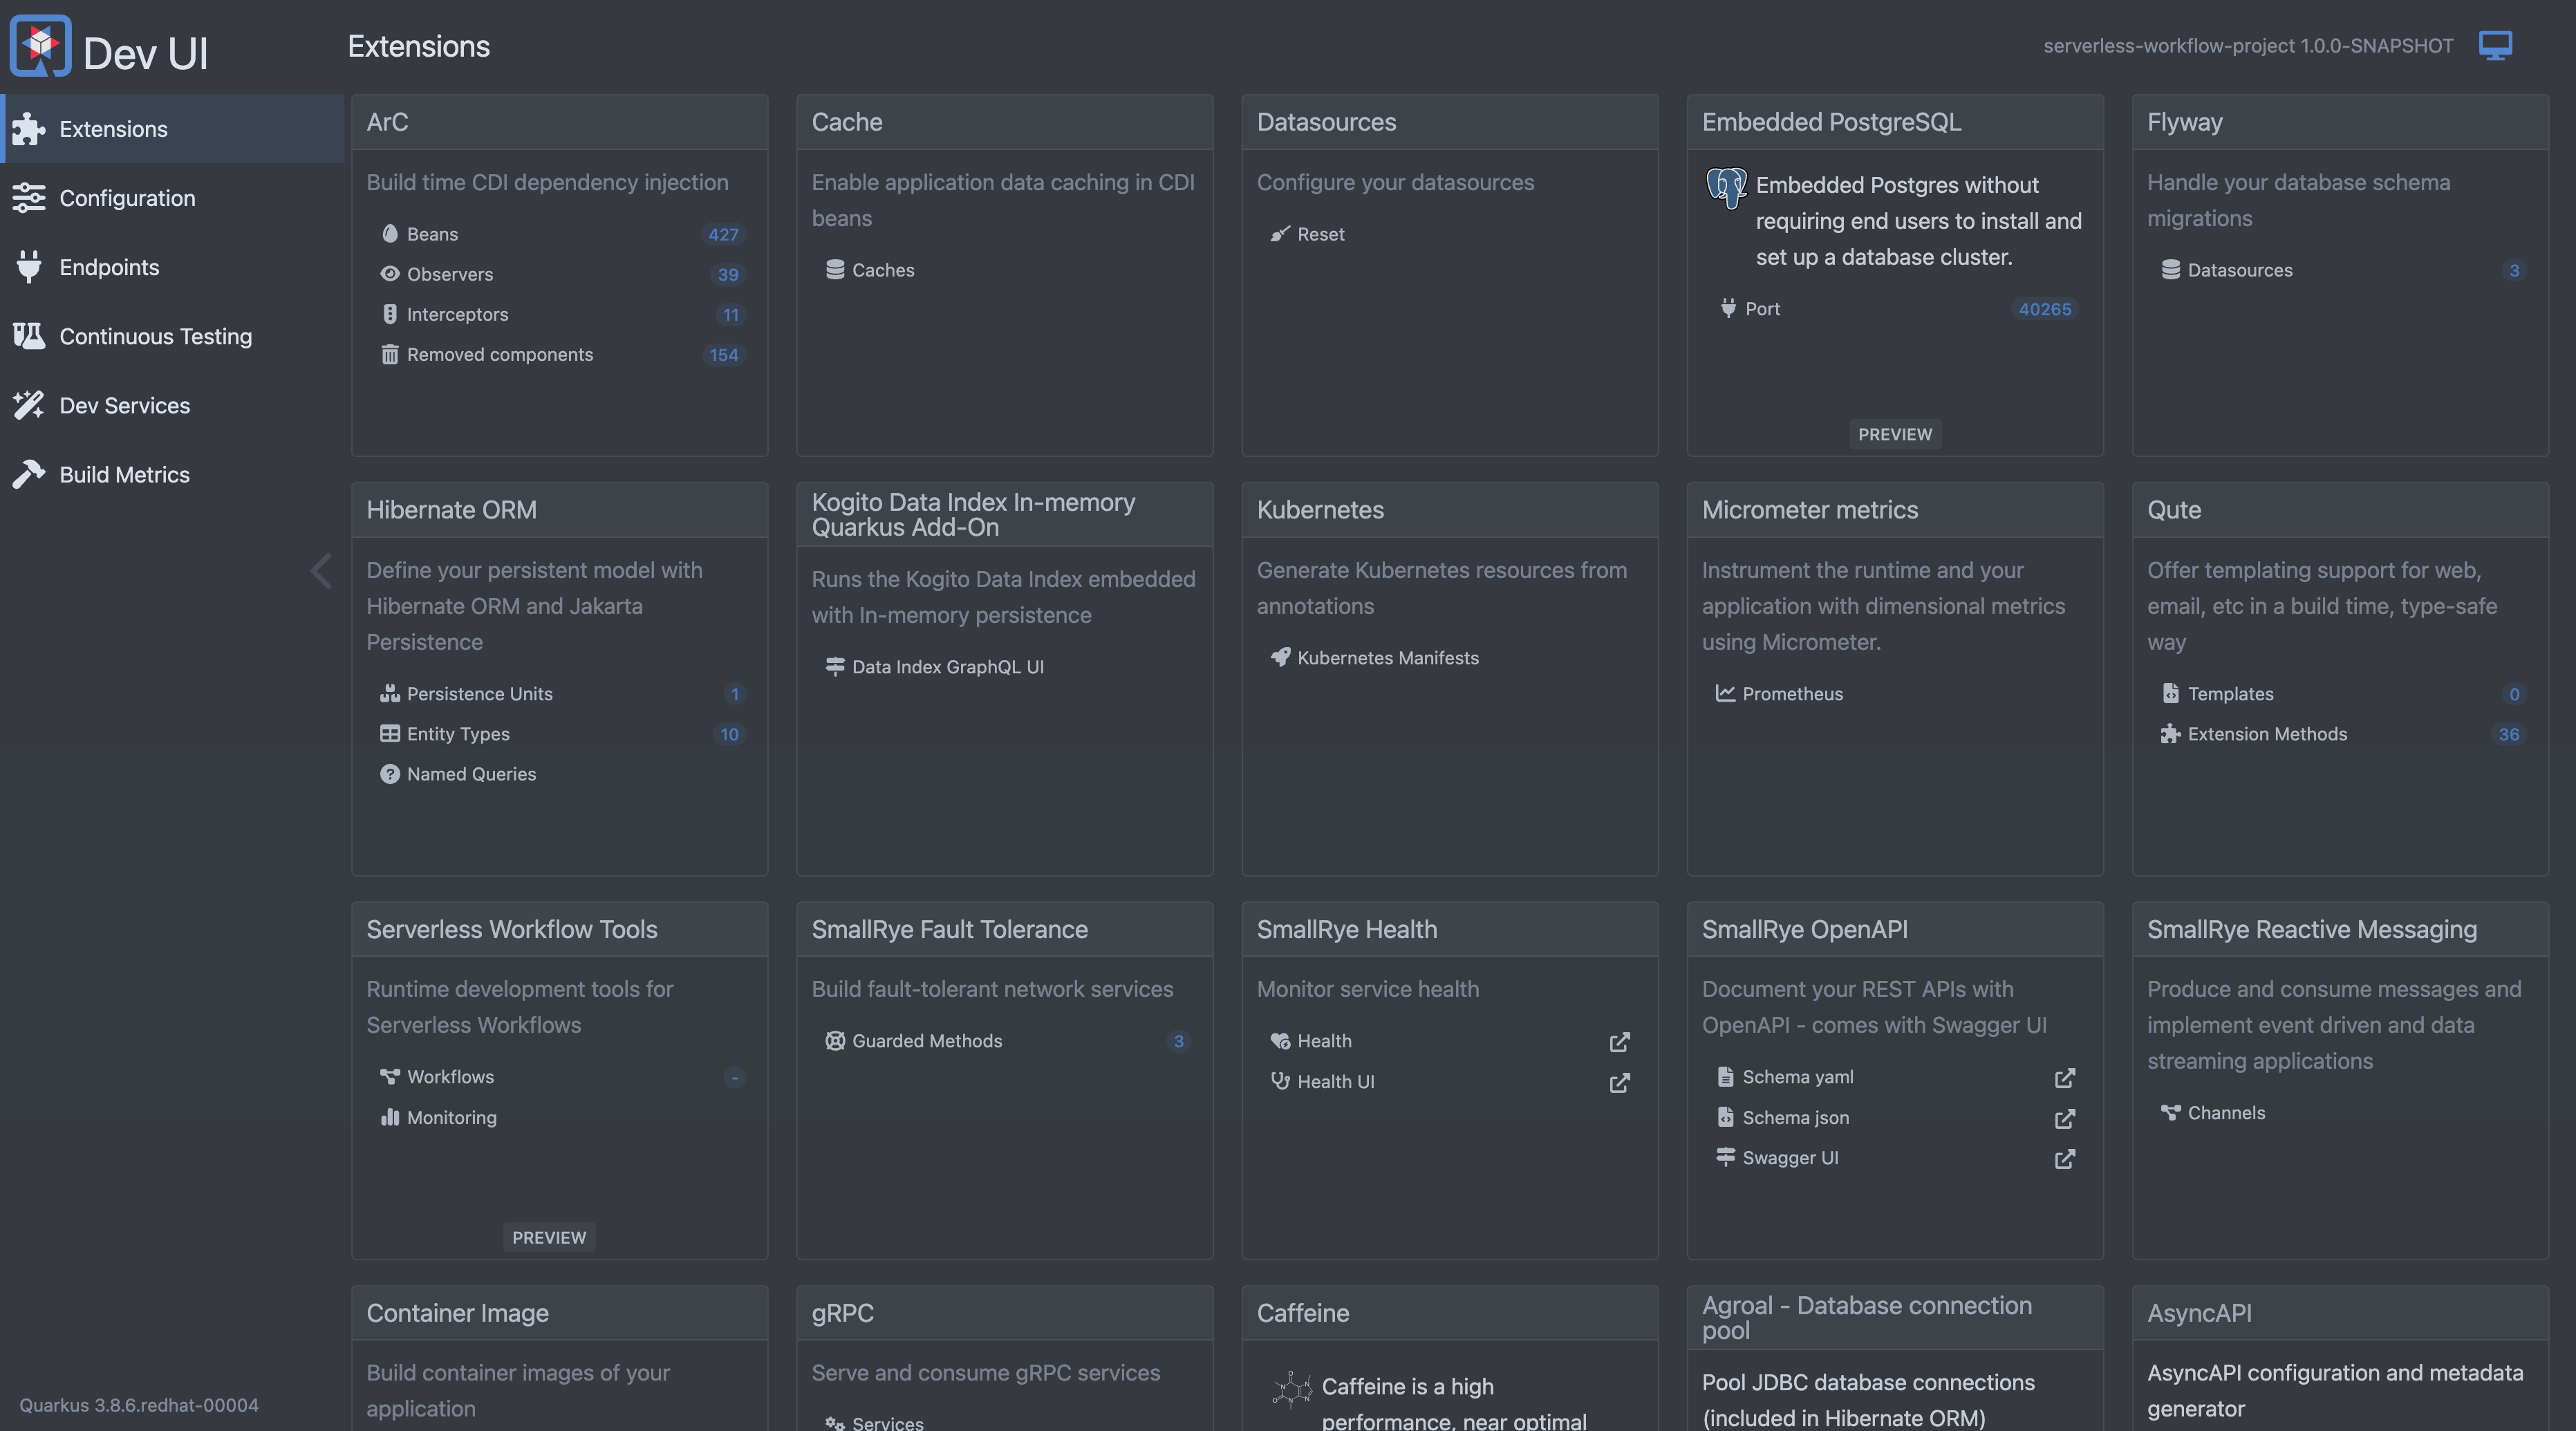 Dev UI
Extensions
serverless-workflow-project 1.0.0-SNAPSHOT
Extensions
Configuration
Endpoints
Continuous Testing
Dev Services
Build Metrics
Quarkus 3.8.6.redhat-00004
ArC
Build time CDI dependency injection
Beans 427
Observers 39
Interceptors 11
Removed components 154
Cache
Enable application data caching in CDI
beans
Caches
Datasources
Configure your datasources
Reset
Embedded PostgreSQL
Embedded Postgres without
requiring end users to install and
set up a database cluster.
Port 40265
PREVIEW
Flyway
Handle your database schema
migrations
Datasources 3
Hibernate ORM
Define your persistent model with
Hibernate ORM and Jakarta
Persistence
Persistence Units 1
Entity Types 10
Named Queries
Kogito Data Index In-memory
Quarkus Add-On
Runs the Kogito Data Index embedded
with In-memory persistence
Data Index GraphQL UI
Kubernetes
Generate Kubernetes resources from
annotations
Kubernetes Manifests
Micrometer metrics
Instrument the runtime and your
application with dimensional metrics
using Micrometer.
Prometheus
Qute
Offer templating support for web,
email, etc in a build time, type-safe
way
Templates 0
Extension Methods 36
Serverless Workflow Tools
Runtime development tools for
Serverless Workflows
Workflows -
Monitoring
PREVIEW
SmallRye Fault Tolerance
Build fault-tolerant network services
Guarded Methods 3
SmallRye Health
Monitor service health
Health
Health UI
SmallRye OpenAPI
Document your REST APIs with
OpenAPI - comes with Swagger UI
Schema yaml
Schema json
Swagger UI
SmallRye Reactive Messaging
Produce and consume messages and
implement event driven and data
streaming applications
Channels
Container Image
Build container images of your
application
gRPC
Serve and consume gRPC services
Services
Caffeine
Caffeine is a high
performance, near optimal
Agroal - Database connection
pool
Pool JDBC database connections
(included in Hibernate ORM)
AsyncAPI
AsyncAPI configuration and metadata
generator